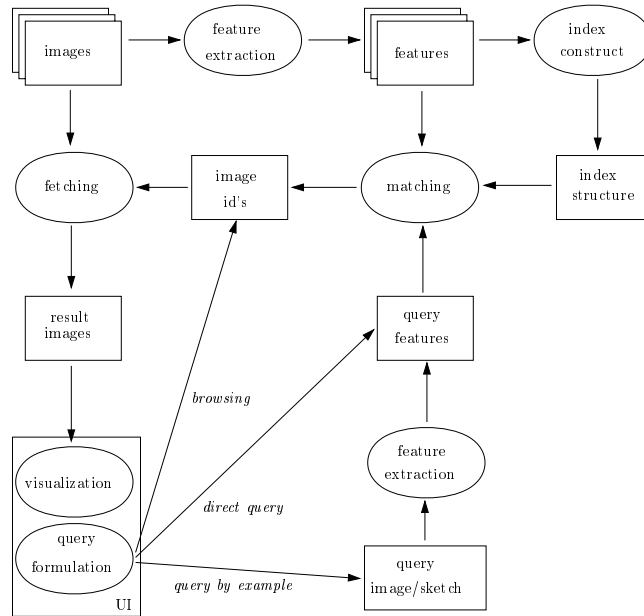 feature
extraction
index
construct
images
features
image
id's
fetching
matching
index
structure
result
images
query
features
browsing
feature
extraction
visualization
direct query
query
formulation
query
image/sketch
query by example
UI